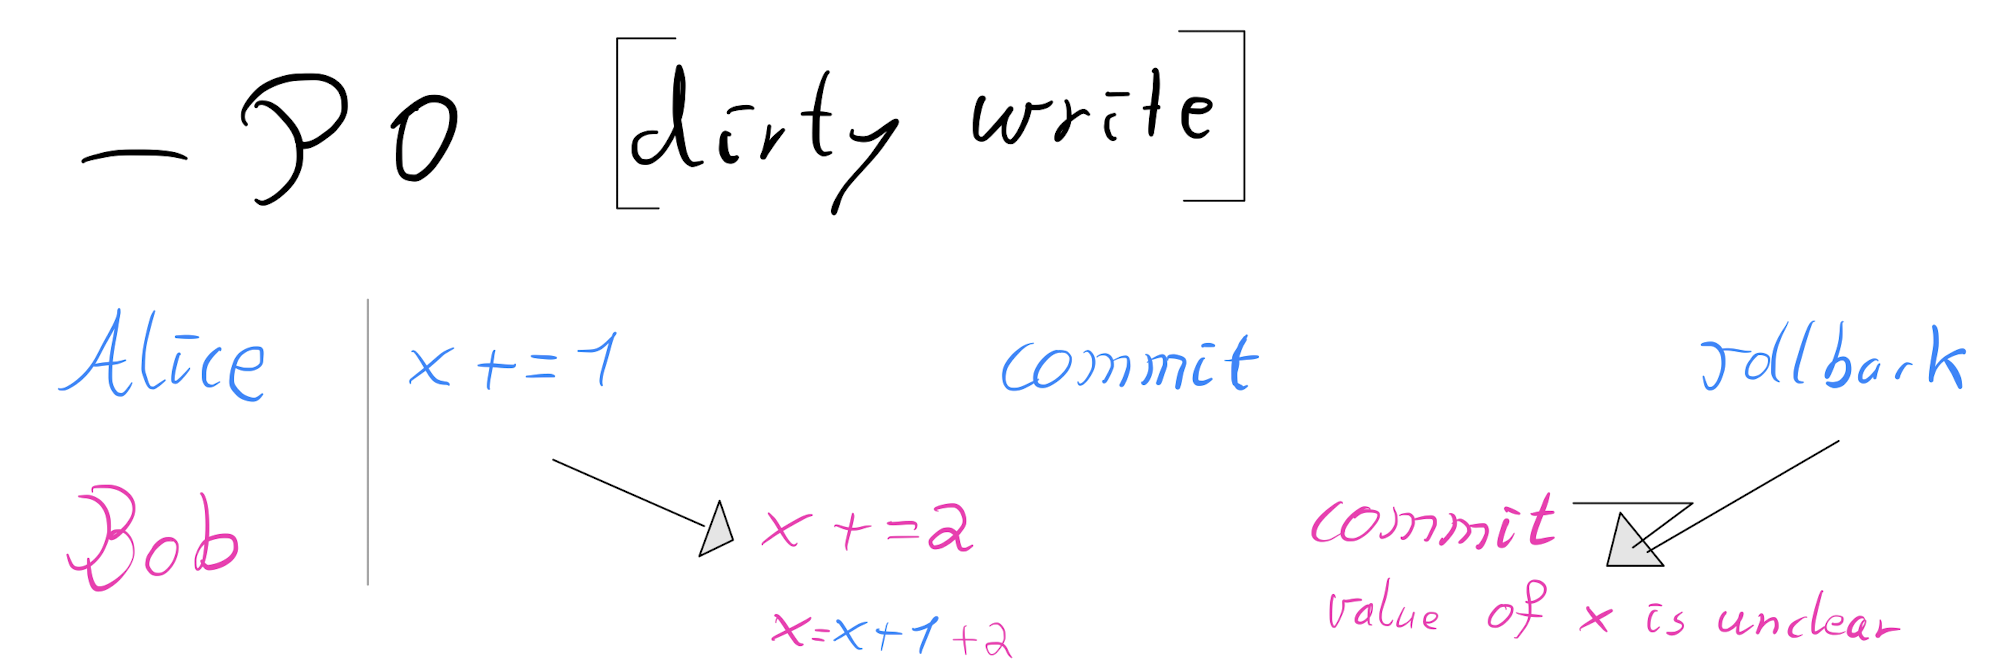 — P0 [dirty write]
Alice x += 1 commit rollback
Bob x += 2 commit
x = x + 1 + 2 value of x is unclear